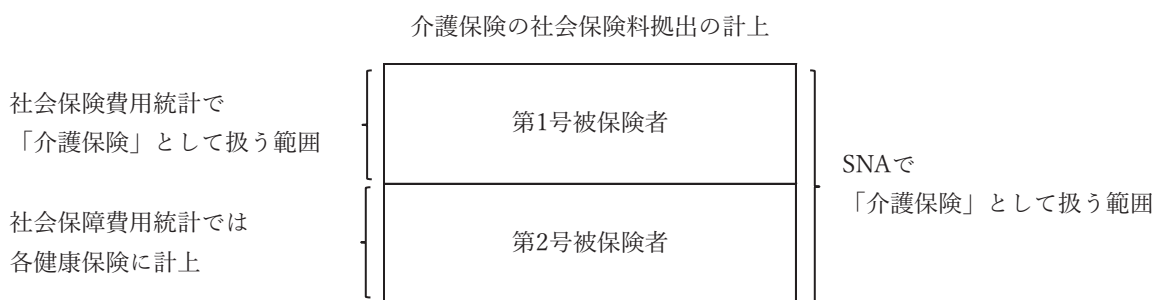 介護保険の社会保険料拠出の計上
社会保険費用統計で
「介護保険」として扱う範囲
第1号被保険者
SNAで
「介護保険」として扱う範囲
社会保障費用統計では
各健康保険に計上
第2号被保険者